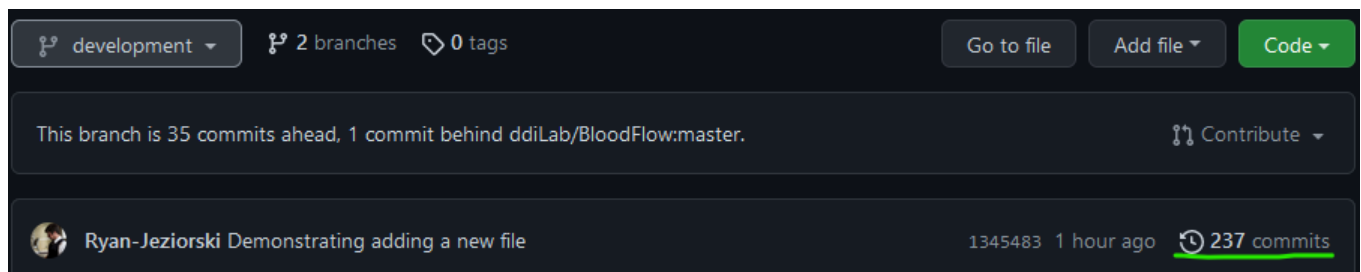 development 2 branches 0 tags Go to file Add file Code
This branch is 35 commits ahead, 1 commit behind ddiLab/BloodFlow:master. Contribute
Ryan-Jeziorski Demonstrating adding a new file 1345483 1 hour ago 237 commits